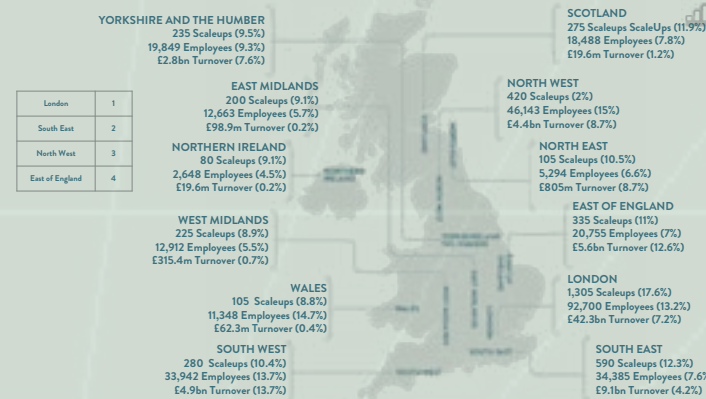 YORKSHIRE AND THE HUMBER
235 Scaleups (9.5%)
19,849 Employees (9.3%)
£2.8bn Turnover (7.6%)
EAST MIDLANDS
200 Scaleups (9.1%)
12,663 Employees (5.7%)
£98.9m Turnover (0.2%)
London 1
South East 2
North West 3
East of England 4
NORTHERN IRELAND
80 Scaleups (9.1%)
2,648 Employees (4.5%)
£19.6m Turnover (0.2%)
WEST MIDLANDS
225 Scaleups (8.9%)
12,912 Employees (5.5%)
£315.4m Turnover (0.7%)
WALES
105 Scaleups (8.8%)
11,348 Employees (14.7%)
£62.3m Turnover (0.4%)
SOUTH WEST
280 Scaleups (10.4%)
33,942 Employees (13.7%)
£4.9bn Turnover (13.7%)
SCOTLAND
275 Scaleups ScaleUps (11.9%)
18,488 Employees (7.8%)
£19.6m Turnover (1.2%)
NORTH WEST
420 Scaleups (2%)
46,143 Employees (15%)
£4.4bn Turnover (8.7%)
NORTH EAST
105 Scaleups (10.5%)
5,294 Employees (6.6%)
£805m Turnover (8.7%)
EAST OF ENGLAND
335 Scaleups (11%)
20,755 Employees (7%)
£5.6bn Turnover (12.6%)
LONDON
1,305 Scaleups (17.6%)
92,700 Employees (13.2%)
£42.3bn Turnover (7.2%)
SOUTH EAST
590 Scaleups (12.3%)
34,385 Employees (7.6%
£9.1bn Turnover (4.2%)
NORTHERN
IRELAND
WALES
SOUTH EAST
SOUTH WEST